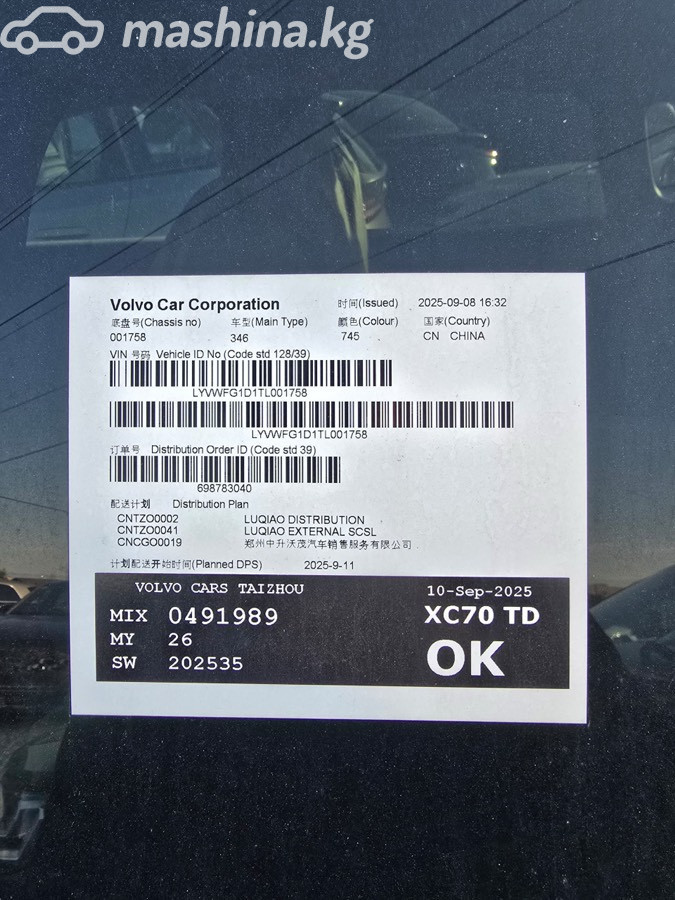 mashina.kg
Volvo Car Corporation 时间(Issued) 2025-09-08 16:32
底盘号(Chassis no) 车型(Main Type) 颜色(Colour) 国家(Country)
001758 346 745 CN CHINA
VIN 号码 Vehicle ID No (Code std 128/39)
LYVWFG1D1TL001758
LYVWFG1D1TL001758
订单号 Distribution Order ID (Code std 39)
698783040
配送计划 Distribution Plan
CNTZO0002 LUQIAO DISTRIBUTION
CNTZO0041 LUQIAO EXTERNAL SCSL
CNCGO0019 郑州中升沃茂汽车销售服务有限公司
计划配送开始时间(Planned DPS) 2025-9-11
VOLVO CARS TAIZHOU 10-Sep-2025
MIX 0491989 XC70 TD
MY 26
SW 202535 OK